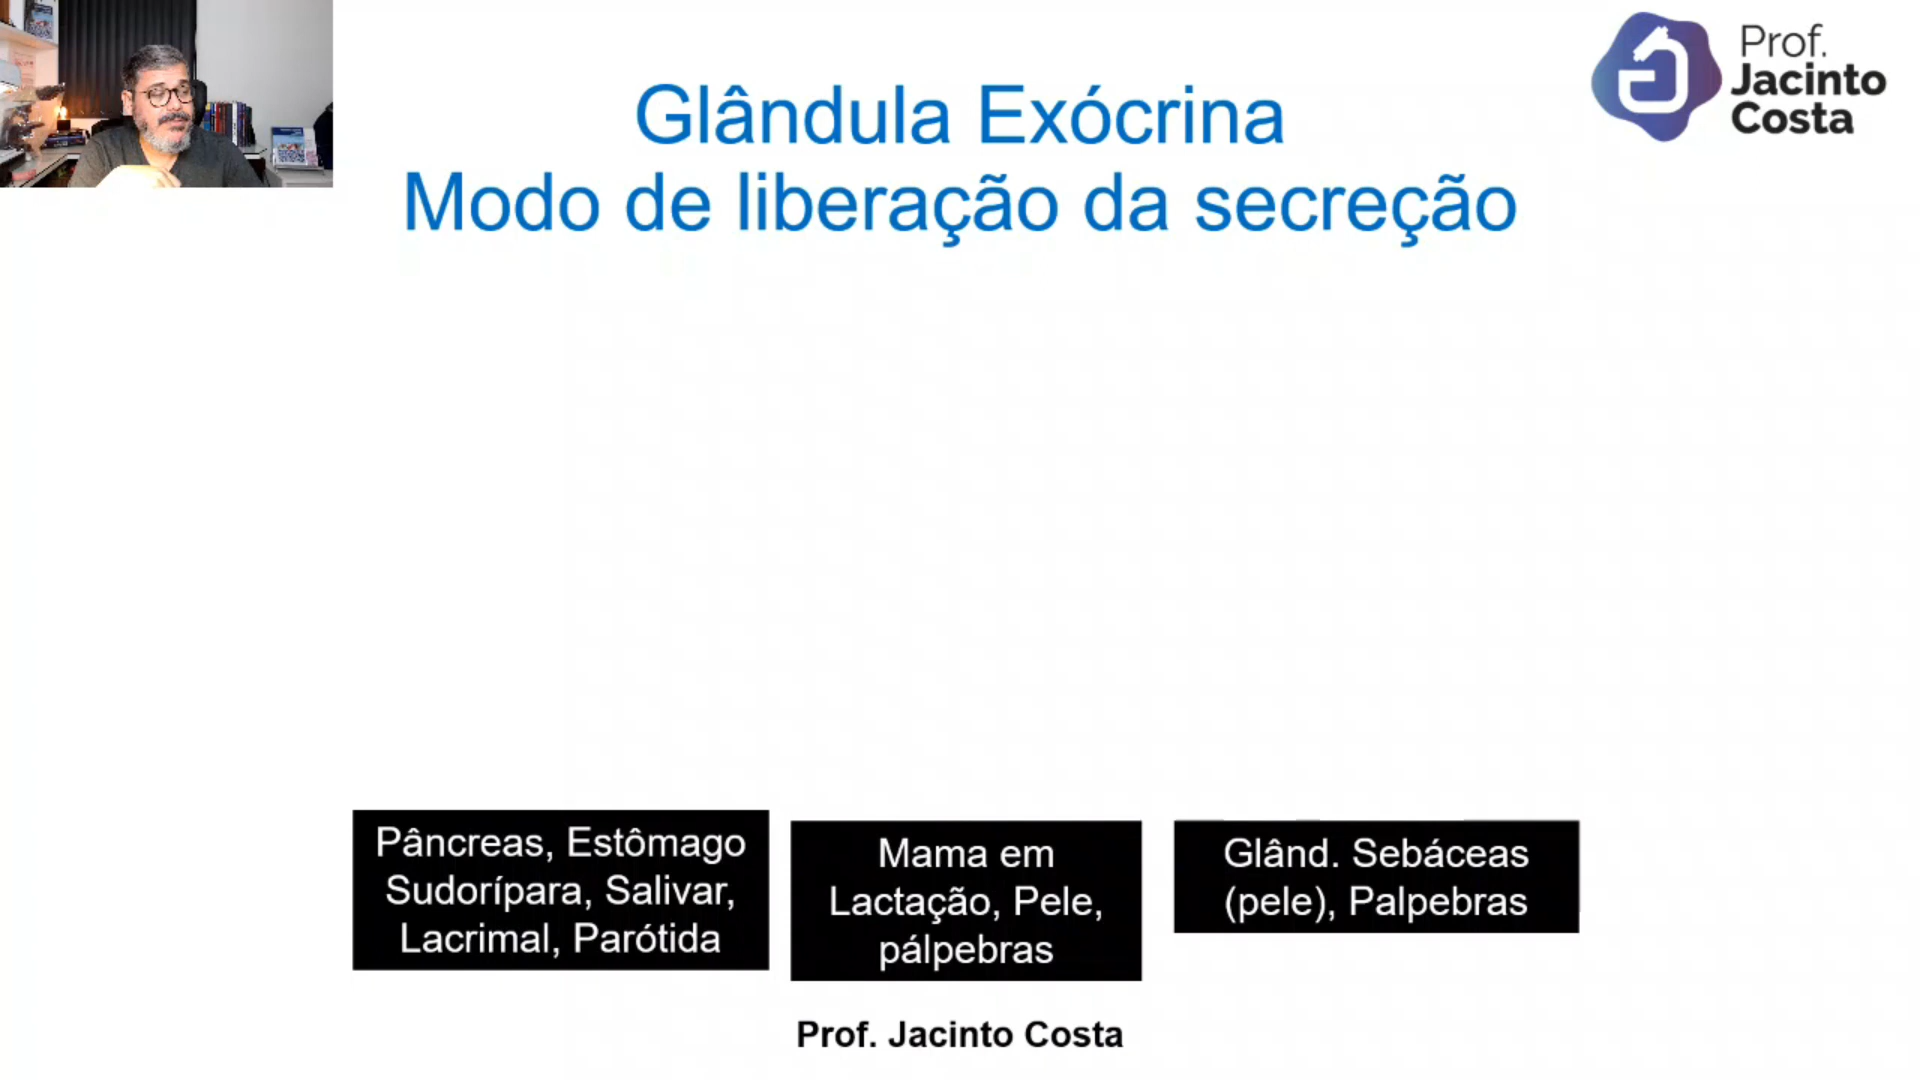 Prof.
Jacinto
Costa
Glândula Exócrina
Modo de liberação da secreção
Pâncreas, Estômago
Sudorípara, Salivar,
Lacrimal, Parótida
Mama em
Lactação, Pele,
pálpebras
Glând. Sebáceas
(pele), Palpebras
Prof. Jacinto Costa